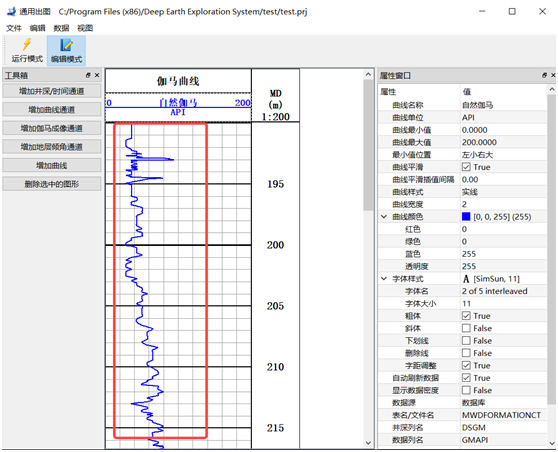 通用出图 C:/Program Files (x86)/Deep Earth Exploration System/test/test.prj
文件 编辑 数据 视图
运行模式 编辑模式
工具箱
增加井深/时间通道
增加曲线通道
增加伽马成像通道
增加地层倾角通道
增加曲线
删除选中的图形
伽马曲线
0 自然伽马 200
API
MD
(m)
1:200
195
200
205
210
215
属性窗口
属性 值
曲线名称 自然伽马
曲线单位 API
曲线最小值 0.0000
曲线最大值 200.0000
最小值位置 左小右大
曲线平滑 True
曲线平滑插值间隔 0.00
曲线样式 实线
曲线宽度 2
曲线颜色 [0, 0, 255] (255)
红色 0
绿色 0
蓝色 255
透明度 255
字体样式 A [SimSun, 11]
字体名 2 of 5 interleaved
字体大小 11
粗体 True
斜体 False
下划线 False
删除线 False
字距调整 True
自动刷新数据 True
显示数据密度 False
数据源 数据库
表名/文件名 MWDFORMATIONCT
井深列名 DSGM
数据列名 GMAPI